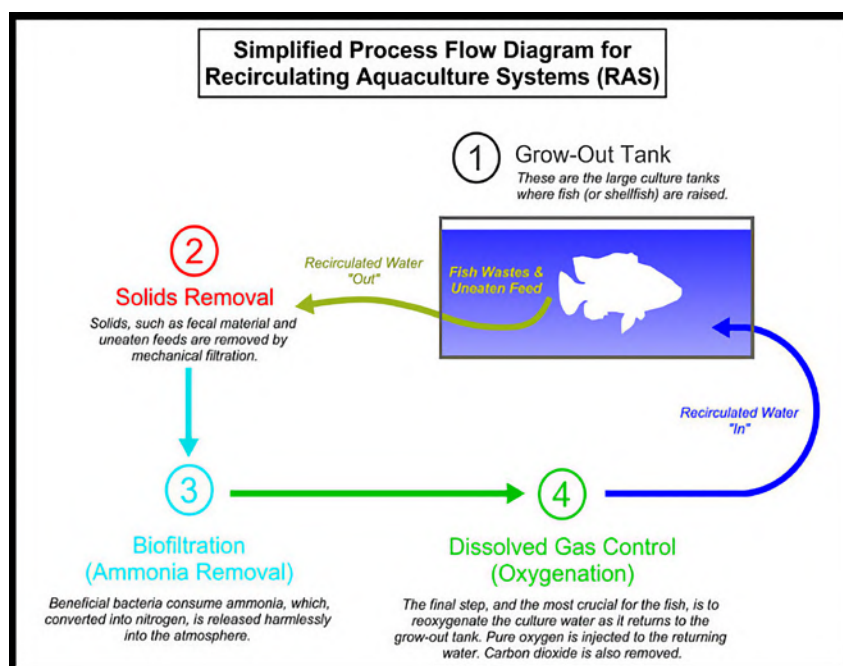 Simplified Process Flow Diagram for
Recirculating Aquaculture Systems (RAS)
1
Grow-Out Tank
These are the large culture tanks
where fish (or shellfish) are raised.
2
Solids Removal
Solids, such as fecal material and
uneaten feeds are removed by
mechanical filtration.
Recirculated Water
"Out"
Fish Wastes &
Uneaten Feed
Recirculated Water
"In"
3
Biofiltration
(Ammonia Removal)
Beneficial bacteria consume ammonia, which,
converted into nitrogen, is released harmlessly
into the atmosphere.
4
Dissolved Gas Control
(Oxygenation)
The final step, and the most crucial for the fish, is to
reoxygenate the culture water as it returns to the
grow-out tank. Pure oxygen is injected to the returning
water. Carbon dioxide is also removed.